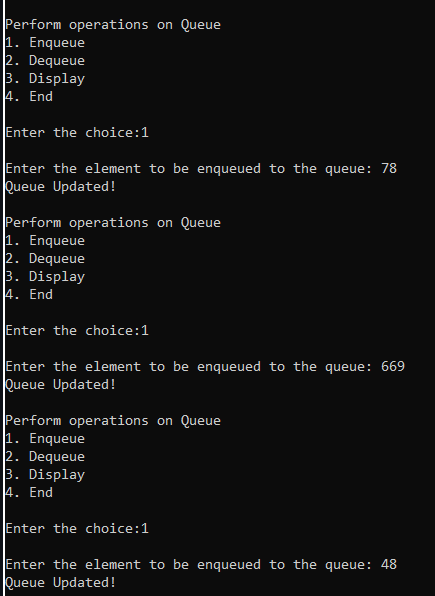 Perform operations on Queue
1. Enqueue
2. Dequeue
3. Display
4. End
Enter the choice:1
Enter the element to be enqueued to the queue: 78
Queue Updated!
Perform operations on Queue
1. Enqueue
2. Dequeue
3. Display
4. End
Enter the choice:1
Enter the element to be enqueued to the queue: 669
Queue Updated!
Perform operations on Queue
1. Enqueue
2. Dequeue
3. Display
4. End
Enter the choice:1
Enter the element to be enqueued to the queue: 48
Queue Updated!